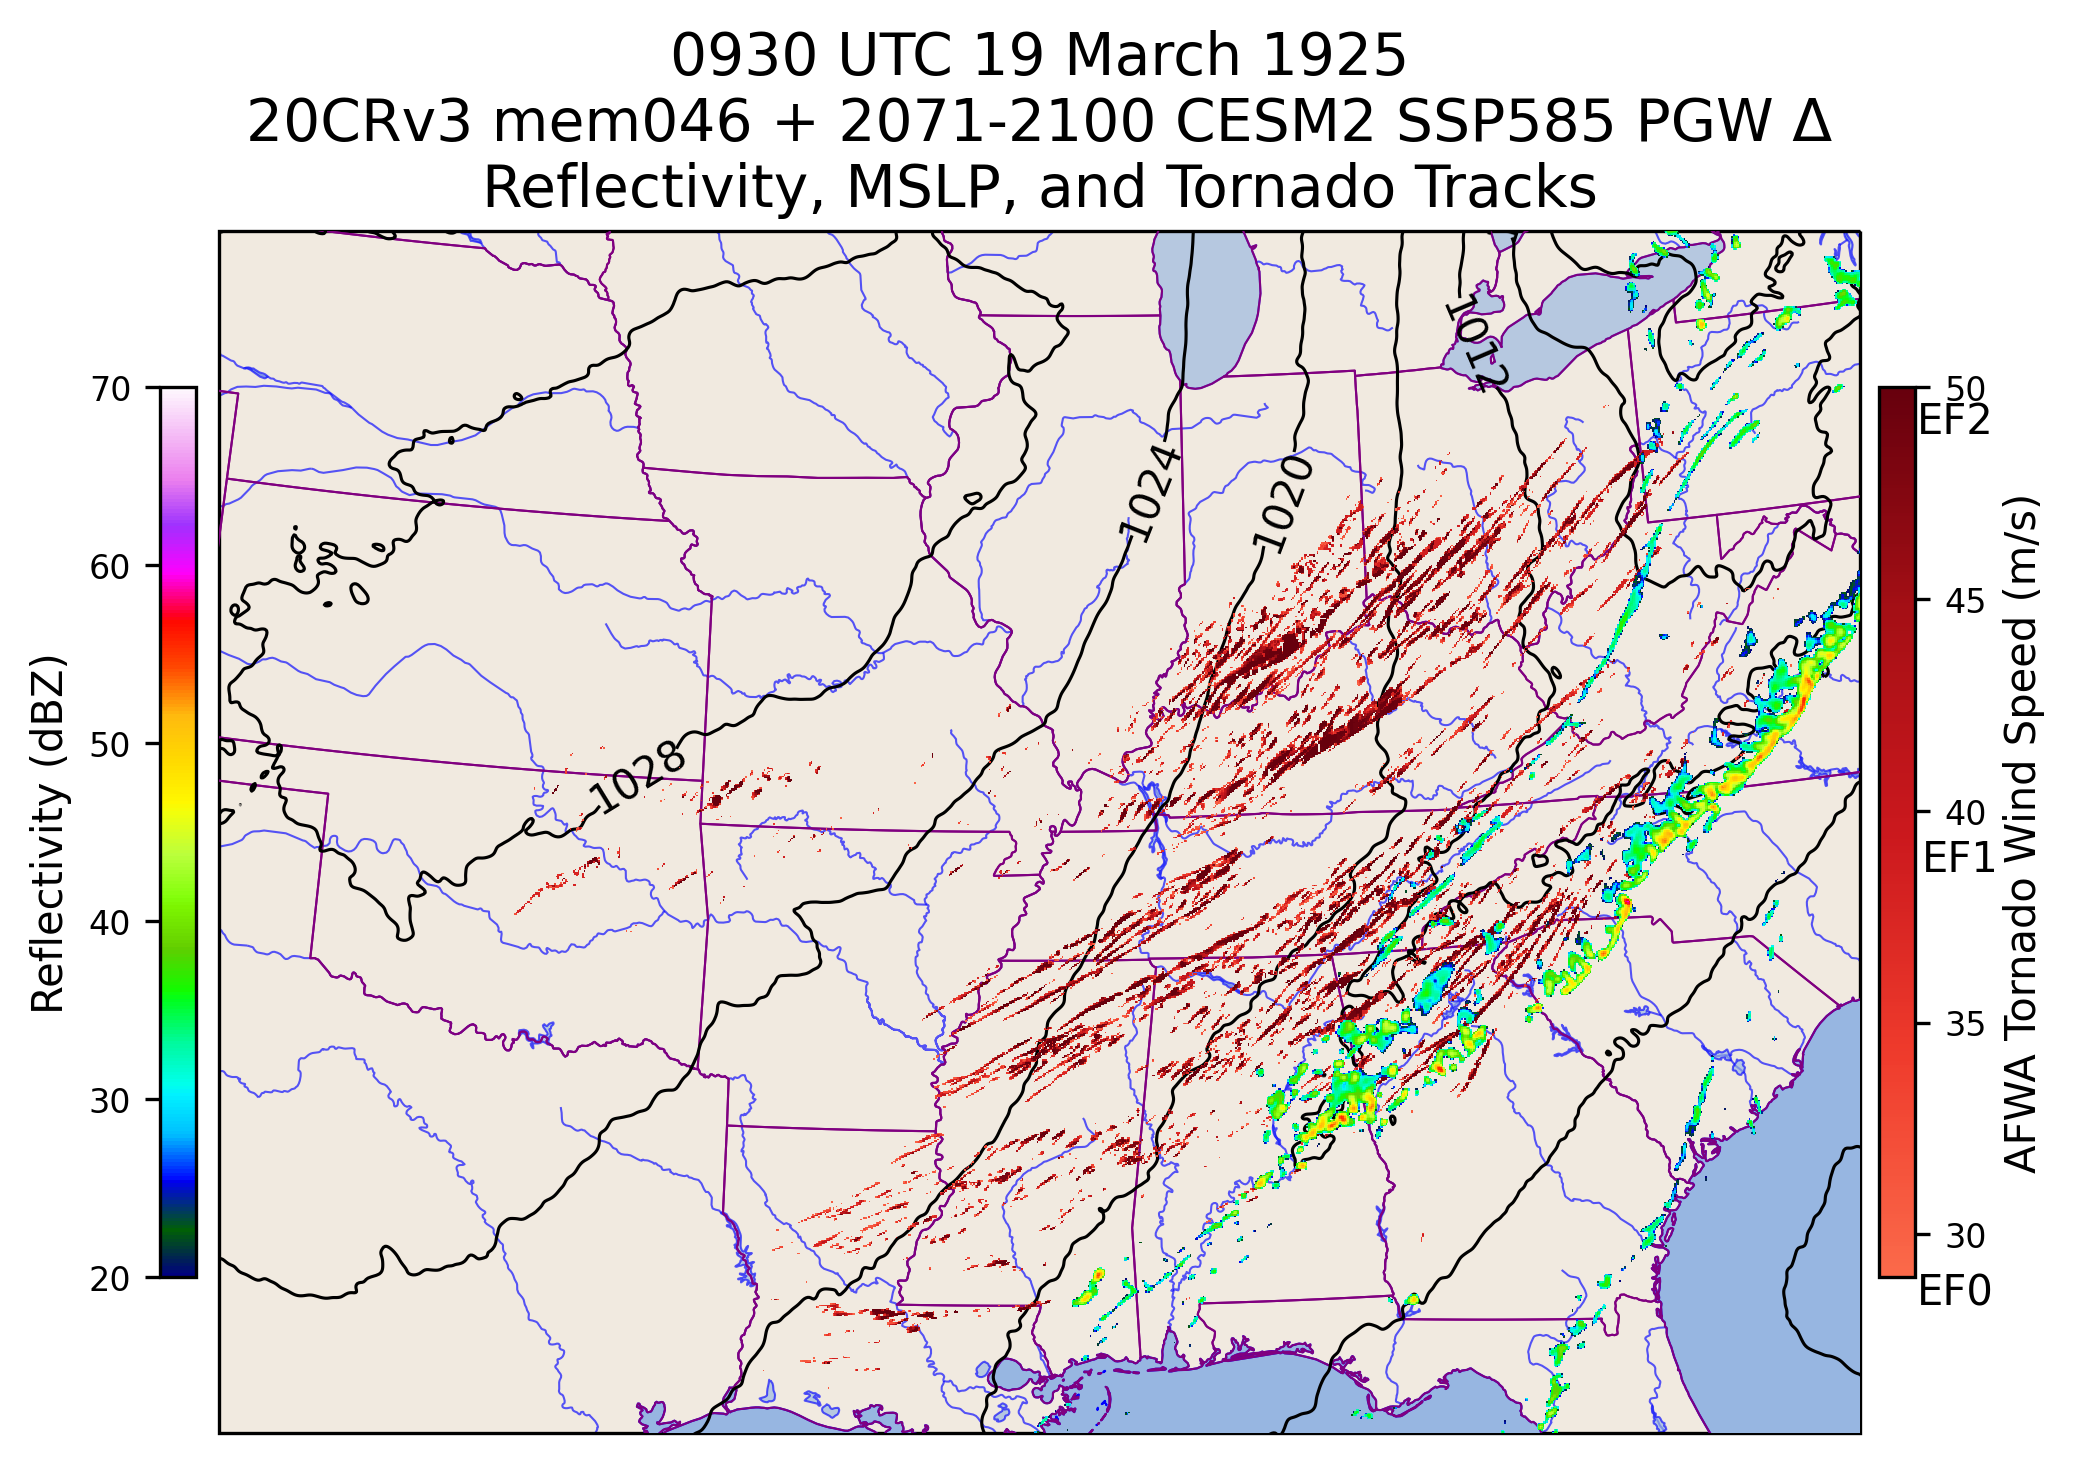 0930 UTC 19 March 1925
20CRv3 mem046 + 2071-2100 CESM2 SSP585 PGW Δ
Reflectivity, MSLP, and Tornado Tracks
Reflectivity (dBZ)
70
60
50
40
30
20
1012
1024
1020
1028
50
EF2
45
40
EF1
35
30
EF0
AFWA Tornado Wind Speed (m/s)